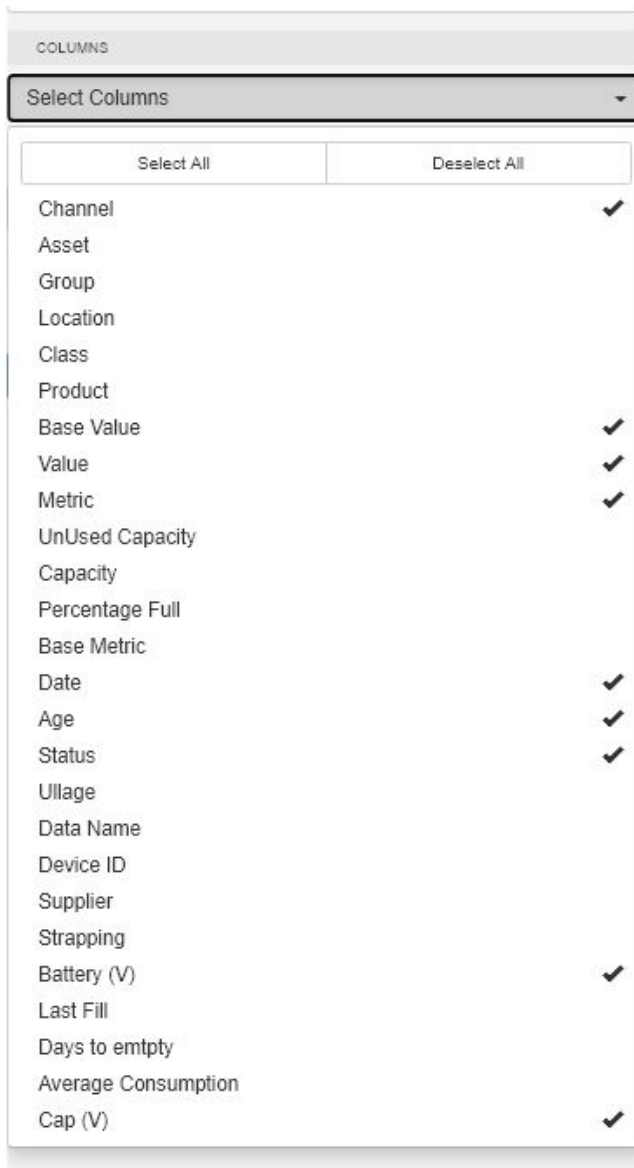 COLUMNS
Select Columns
Select All Deselect All
Channel
Asset
Group
Location
Class
Product
Base Value
Value
Metric
UnUsed Capacity
Capacity
Percentage Full
Base Metric
Date
Age
Status
Ullage
Data Name
Device ID
Supplier
Strapping
Battery (V)
Last Fill
Days to emtpty
Average Consumption
Cap (V)